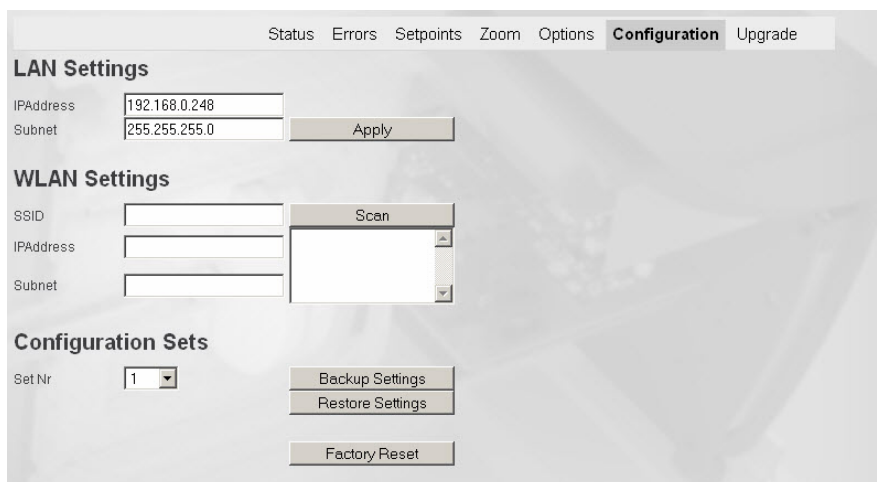 Status Errors Setpoints Zoom Options Configuration Upgrade
LAN Settings
IPAddress 192.168.0.248
Subnet 255.255.255.0 Apply
WLAN Settings
SSID Scan
IPAddress
Subnet
Configuration Sets
Set Nr 1 Backup Settings
Restore Settings
Factory Reset